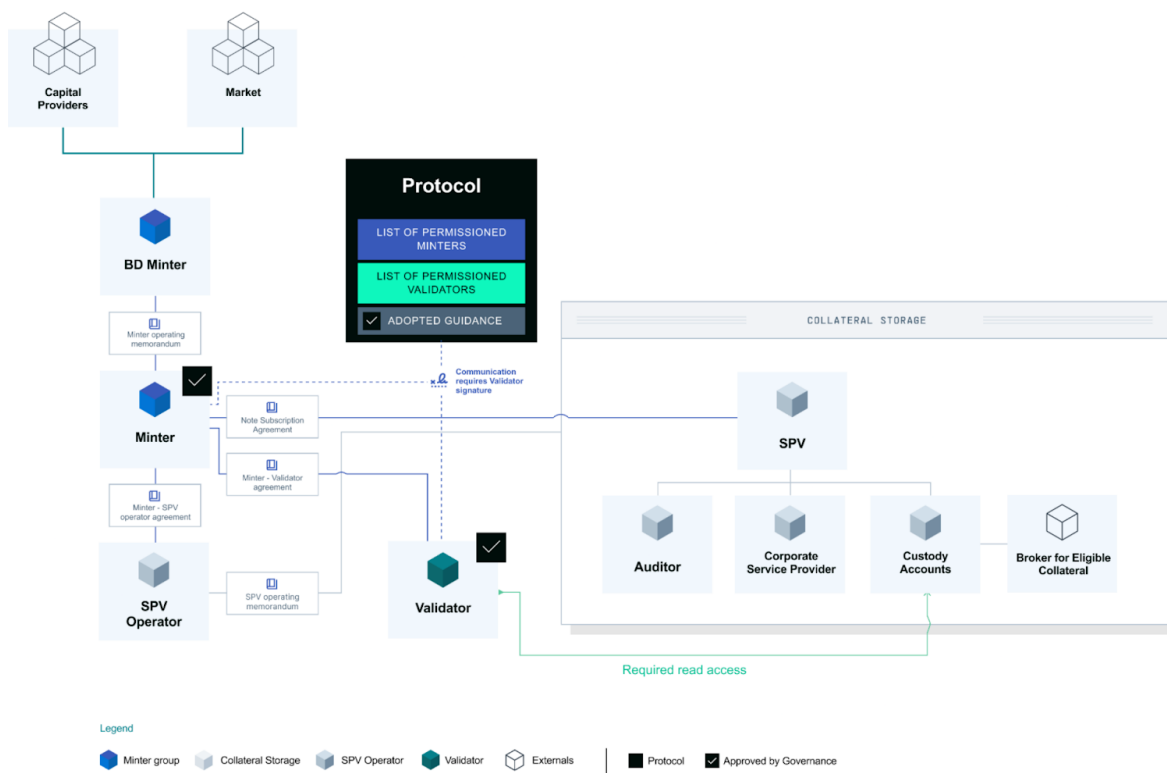 Capital
Providers
Market
Protocol
LIST OF PERMISSIONED
MINTERS
LIST OF PERMISSIONED
VALIDATORS
ADOPTED GUIDANCE
BD Minter
Minter operating
memorandum
COLLATERAL STORAGE
Communication
requires Validator
signature
Minter
Note Subscription
Agreement
SPV
Minter - Validator
agreement
Minter - SPV
operator agreement
Auditor
Corporate
Service Provider
Custody
Accounts
Broker for Eligible
Collateral
SPV
Operator
SPV operating
memorandum
Validator
Required read access
Legend
Minter group
Collateral Storage
SPV Operator
Validator
Externals
Protocol
Approved by Governance